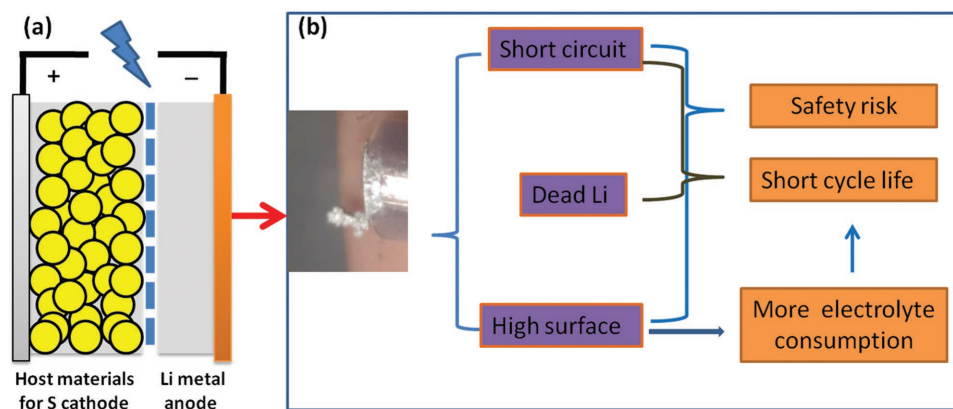 (a)
+
–
Host materials
for S cathode
Li metal
anode
(b)
Short circuit
Dead Li
High surface
Safety risk
Short cycle life
More electrolyte
consumption